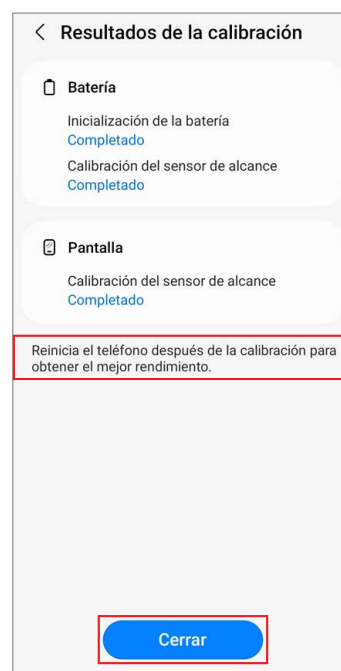 Resultados de la calibración
Batería
Inicialización de la batería
Completado
Calibración del sensor de alcance
Completado
Pantalla
Calibración del sensor de alcance
Completado
Reinicia el teléfono después de la calibración para
obtener el mejor rendimiento.
Cerrar